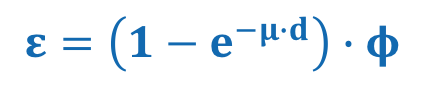 ε = (1 − e^{−μ·d}) · ϕ